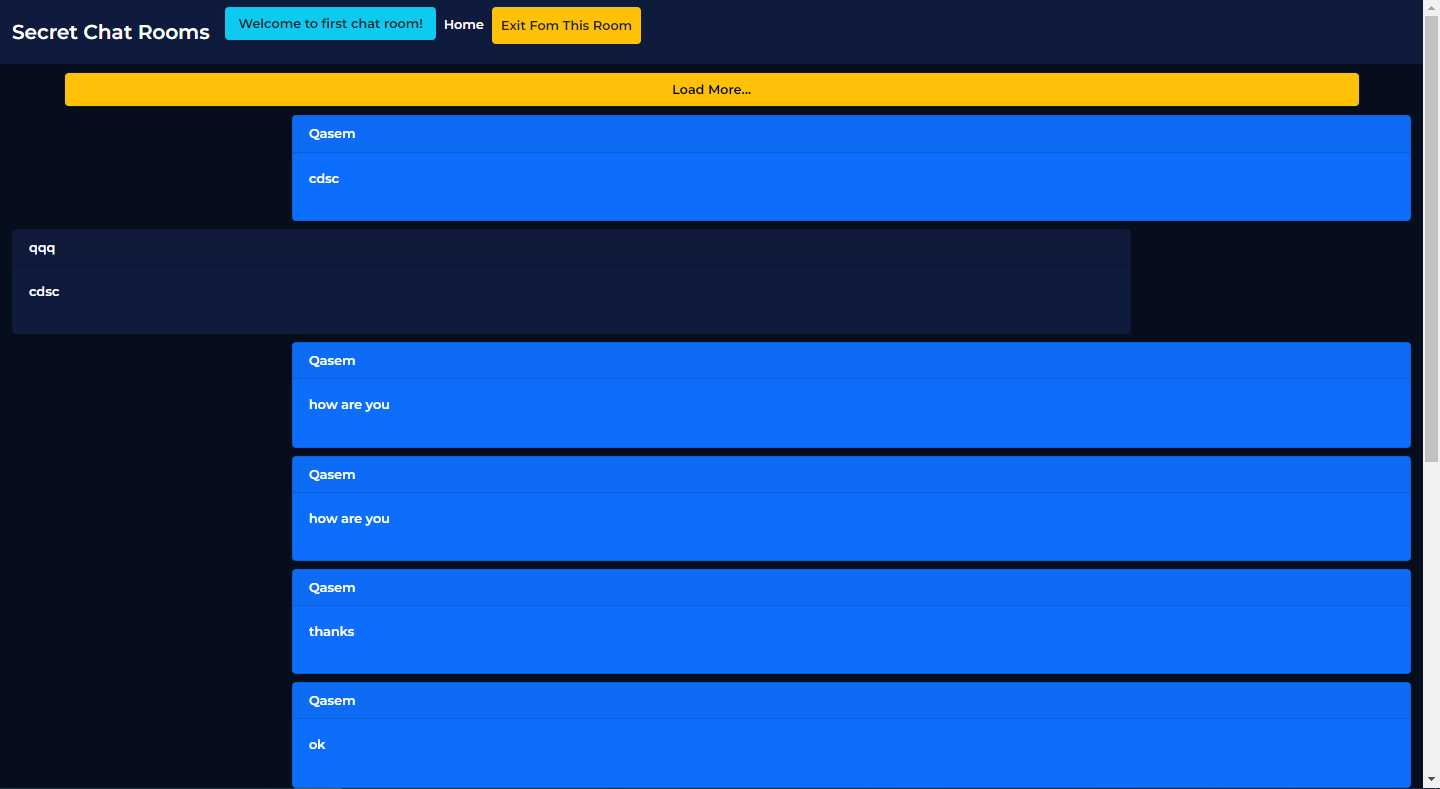 Secret Chat Rooms
Welcome to first chat room!
Home
Exit Fom This Room
Load More...
Qasem
cdsc
qqq
cdsc
Qasem
how are you
Qasem
how are you
Qasem
thanks
Qasem
ok